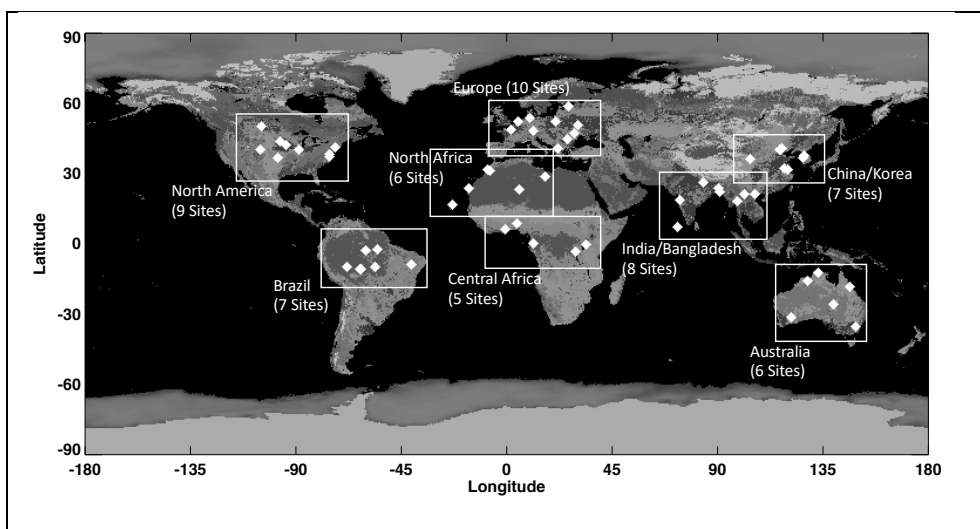 90
60
30
0
-30
-60
-90
Latitude
Europe (10 Sites)
North Africa
(6 Sites)
China/Korea
(7 Sites)
North America
(9 Sites)
India/Bangladesh
(8 Sites)
Central Africa
(5 Sites)
Brazil
(7 Sites)
Australia
(6 Sites)
-180 -135 -90 -45 0 45 90 135 180
Longitude